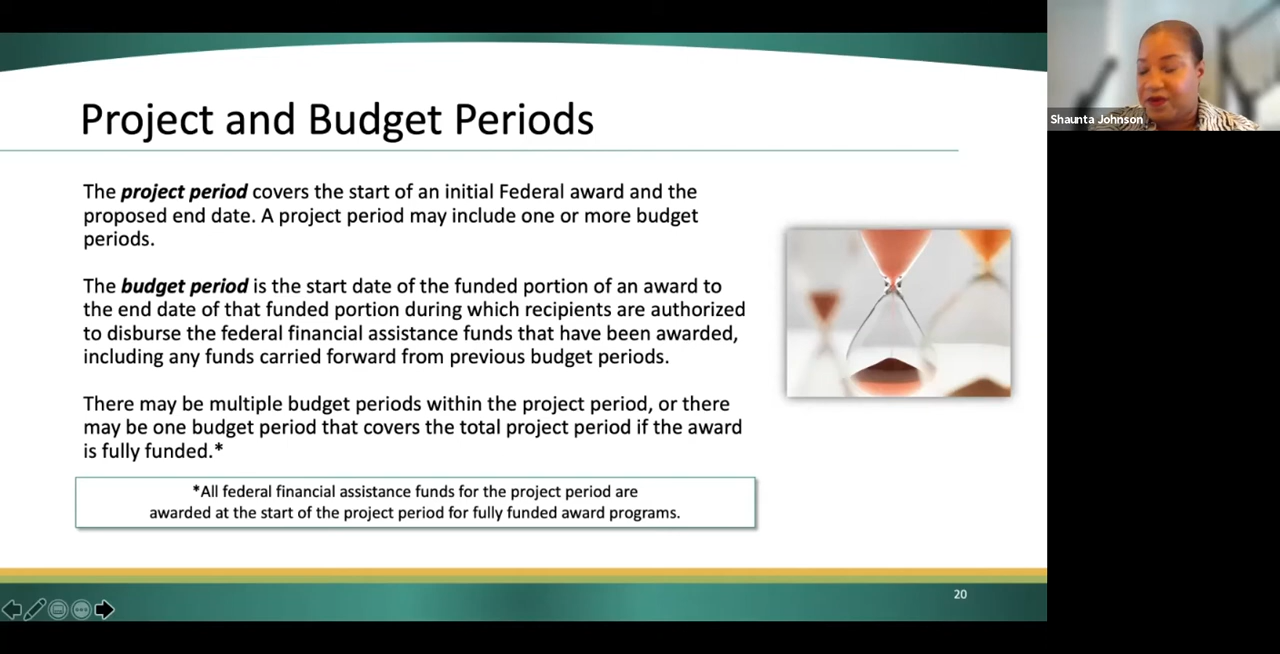 Project and Budget Periods
The project period covers the start of an initial Federal award and the
proposed end date. A project period may include one or more budget
periods.
The budget period is the start date of the funded portion of an award to
the end date of that funded portion during which recipients are authorized
to disburse the federal financial assistance funds that have been awarded,
including any funds carried forward from previous budget periods.
There may be multiple budget periods within the project period, or there
may be one budget period that covers the total project period if the award
is fully funded.*
*All federal financial assistance funds for the project period are
awarded at the start of the project period for fully funded award programs.
20
Shaunta Johnson